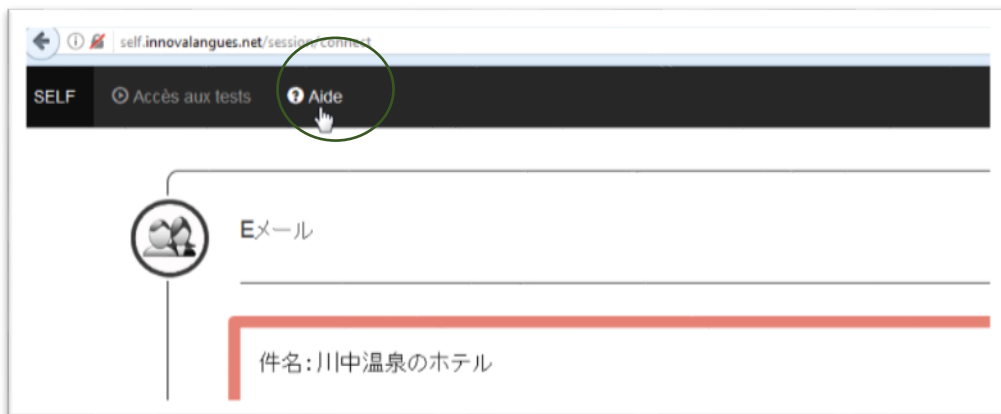 self.innovalangues.net/session/connect
SELF Accès aux tests Aide
Eメール
件名:川中温泉のホテル